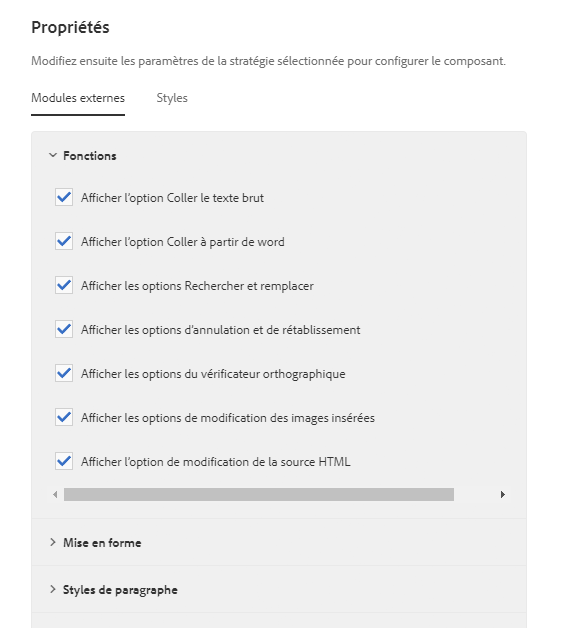 Propriétés
Modifiez ensuite les paramètres de la stratégie sélectionnée pour configurer le composant.
Modules externes Styles
Fonctions
Afficher l’option Coller le texte brut
Afficher l’option Coller à partir de word
Afficher les options Rechercher et remplacer
Afficher les options d’annulation et de rétablissement
Afficher les options du vérificateur orthographique
Afficher les options de modification des images insérées
Afficher l’option de modification de la source HTML
Mise en forme
Styles de paragraphe